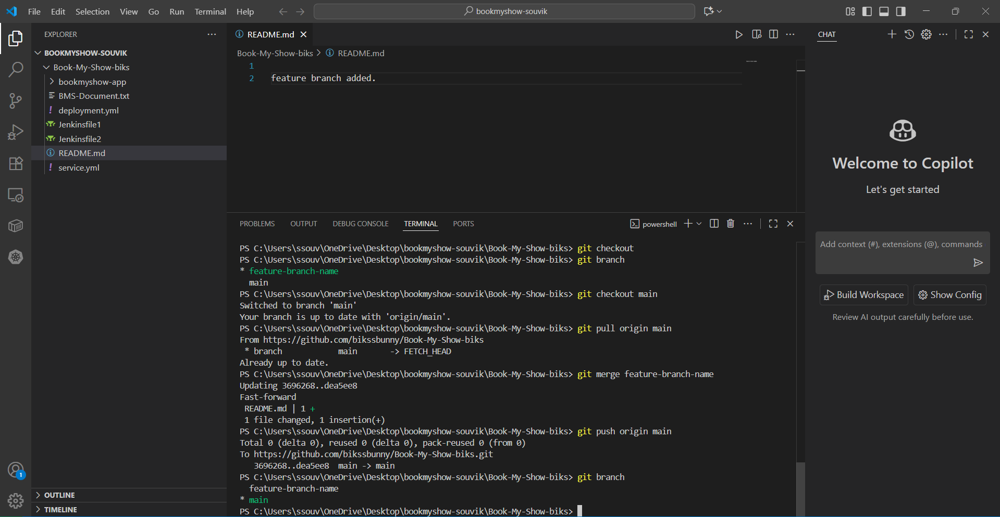 File Edit Selection View Go Run Terminal Help
bookmyshow-souvik
EXPLORER
BOOKMYSHOW-SOUVIK
Book-My-Show-biks
bookmyshow-app
BMS-Document.txt
deployment.yml
Jenkinsfile1
Jenkinsfile2
README.md
service.yml
OUTLINE
TIMELINE
1
README.md
Book-My-Show-biks > README.md
1
2 feature branch added.
PROBLEMS OUTPUT DEBUG CONSOLE TERMINAL PORTS
powershell
PS C:\Users\ssouv\OneDrive\Desktop\bookmyshow-souvik\Book-My-Show-biks> git checkout
PS C:\Users\ssouv\OneDrive\Desktop\bookmyshow-souvik\Book-My-Show-biks> git branch
* feature-branch-name
main
PS C:\Users\ssouv\OneDrive\Desktop\bookmyshow-souvik\Book-My-Show-biks> git checkout main
Switched to branch 'main'
Your branch is up to date with 'origin/main'.
PS C:\Users\ssouv\OneDrive\Desktop\bookmyshow-souvik\Book-My-Show-biks> git pull origin main
From https://github.com/bikssbunny/Book-My-Show-biks
* branch main -> FETCH_HEAD
Already up to date.
PS C:\Users\ssouv\OneDrive\Desktop\bookmyshow-souvik\Book-My-Show-biks> git merge feature-branch-name
Updating 3696268..dea5ee8
Fast-forward
README.md | 1 +
1 file changed, 1 insertion(+)
PS C:\Users\ssouv\OneDrive\Desktop\bookmyshow-souvik\Book-My-Show-biks> git push origin main
Total 0 (delta 0), reused 0 (delta 0), pack-reused 0 (from 0)
To https://github.com/bikssbunny/Book-My-Show-biks.git
3696268..dea5ee8 main -> main
PS C:\Users\ssouv\OneDrive\Desktop\bookmyshow-souvik\Book-My-Show-biks> git branch
feature-branch-name
* main
PS C:\Users\ssouv\OneDrive\Desktop\bookmyshow-souvik\Book-My-Show-biks>
CHAT
Welcome to Copilot
Let's get started
Add context (#), extensions (@), commands
Build Workspace Show Config
Review AI output carefully before use.